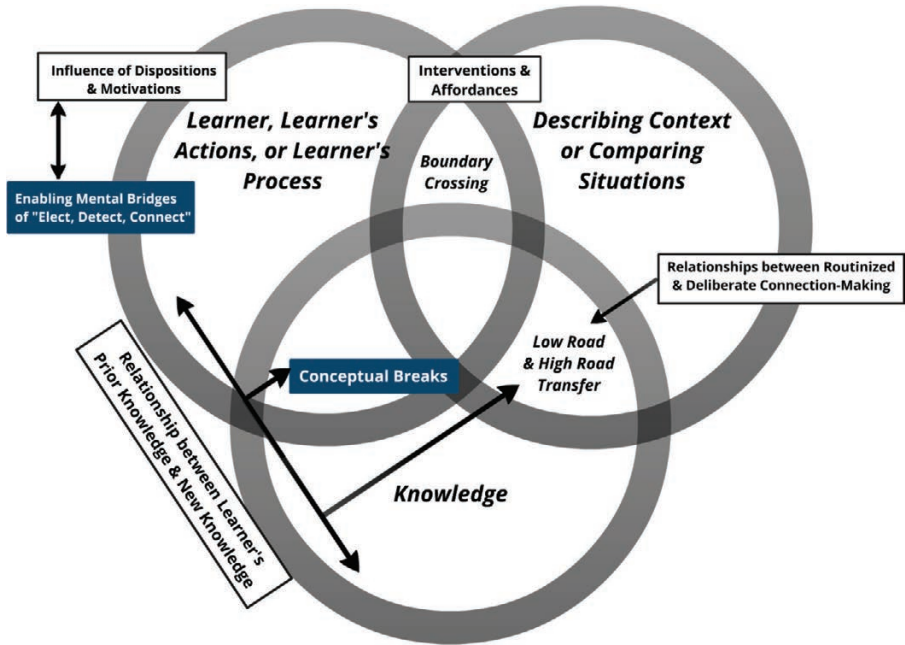 Influence of Dispositions
& Motivations
Interventions &
Affordances
Learner, Learner's
Actions, or Learner's
Process
Describing Context
or Comparing
Situations
Boundary
Crossing
Enabling Mental Bridges
of "Elect, Detect, Connect"
Relationships between Routinized
& Deliberate Connection-Making
Low Road
& High Road
Transfer
Conceptual Breaks
Relationship between Learner's
Prior Knowledge & New Knowledge
Knowledge